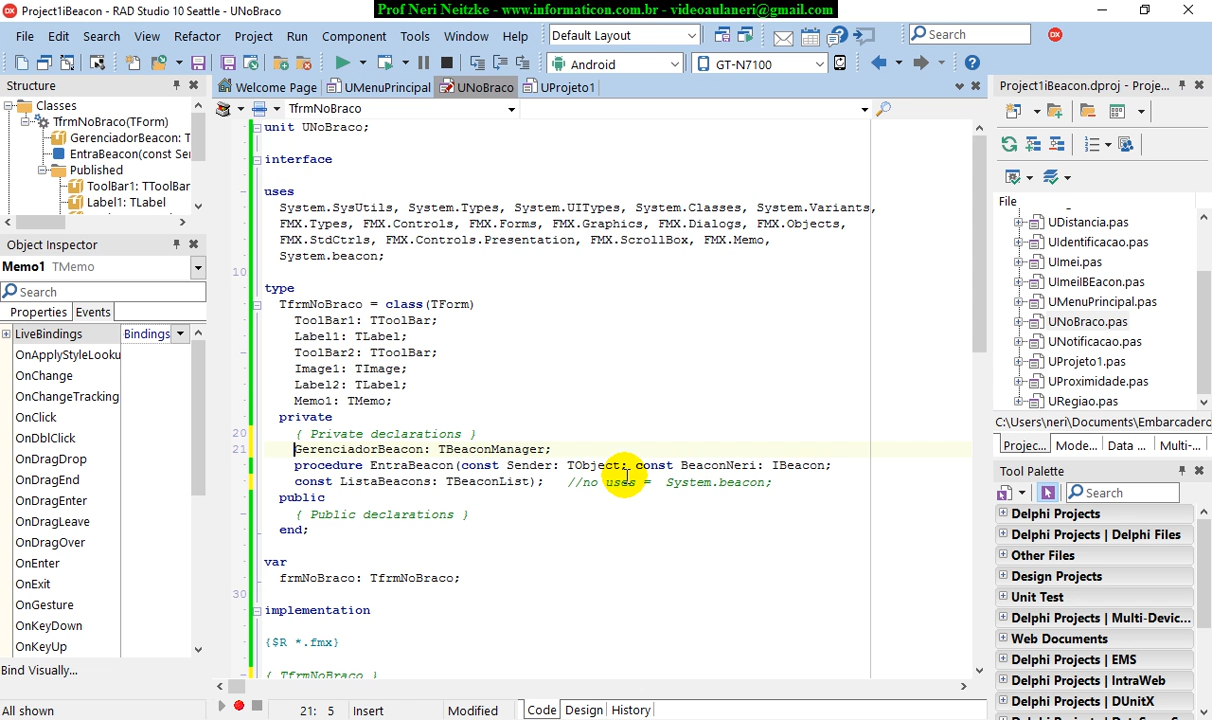 Project1iBeacon - RAD Studio 10 Seattle - UNoBraco
Prof Neri Neitzke - www.informaticon.com.br - videoaulaneri@gmail.com
File Edit Search View Refactor Project Run Component Tools Window Help
Default Layout
Search
Android
GT-N7100
Structure
Classes
TfrmNoBraco(TForm)
GerenciadorBeacon: T
EntraBeacon(const Se
Published
ToolBar1: TToolBar
Label1: TLabel
Object Inspector
Memo1 TMemo
Search
Properties Events
LiveBindings Bindings
OnApplyStyleLooku
OnChange
OnChangeTracking
OnClick
OnDblClick
OnDragDrop
OnDragEnd
OnDragEnter
OnDragLeave
OnDragOver
OnEnter
OnExit
OnGesture
OnKeyDown
OnKeyUp
Bind Visually...
All shown
Welcome Page UMenuPrincipal UNoBraco UProjeto1
TfrmNoBraco
unit UNoBraco;
interface
uses
System.SysUtils, System.Types, System.UITypes, System.Classes, System.Variants,
FMX.Types, FMX.Controls, FMX.Forms, FMX.Graphics, FMX.Dialogs, FMX.Objects,
FMX.StdCtrls, FMX.Controls.Presentation, FMX.ScrollBox, FMX.Memo,
System.beacon;
10
type
TfrmNoBraco = class(TForm)
ToolBar1: TToolBar;
Label1: TLabel;
ToolBar2: TToolBar;
Image1: TImage;
Label2: TLabel;
Memo1: TMemo;
private
20 { Private declarations }
21 GerenciadorBeacon: TBeaconManager;
procedure EntraBeacon(const Sender: TObject; const BeaconNeri: IBeacon;
const ListaBeacons: TBeaconList); //no uses = System.beacon;
public
{ Public declarations }
end;
var
frmNoBraco: TfrmNoBraco;
30
implementation
{$R *.fmx}
{ TfrmNoBraco }
21: 5 Insert Modified Code Design History
Project1iBeacon.dproj - Proje...
File
UDistancia.pas
UIdentificacao.pas
UImei.pas
UImeiIBEacon.pas
UMenuPrincipal.pas
UNoBraco.pas
UNotificacao.pas
UProjeto1.pas
UProximidade.pas
URegiao.pas
C:\Users\neri\Documents\Embarcadero
Projec... Mode... Data ... Multi-...
Tool Palette
Search
Delphi Projects
Delphi Projects | Delphi Files
Other Files
Design Projects
Unit Test
Delphi Projects | Multi-Devic...
Web Documents
Delphi Projects | EMS
Delphi Projects | IntraWeb
Delphi Projects | DUnitX